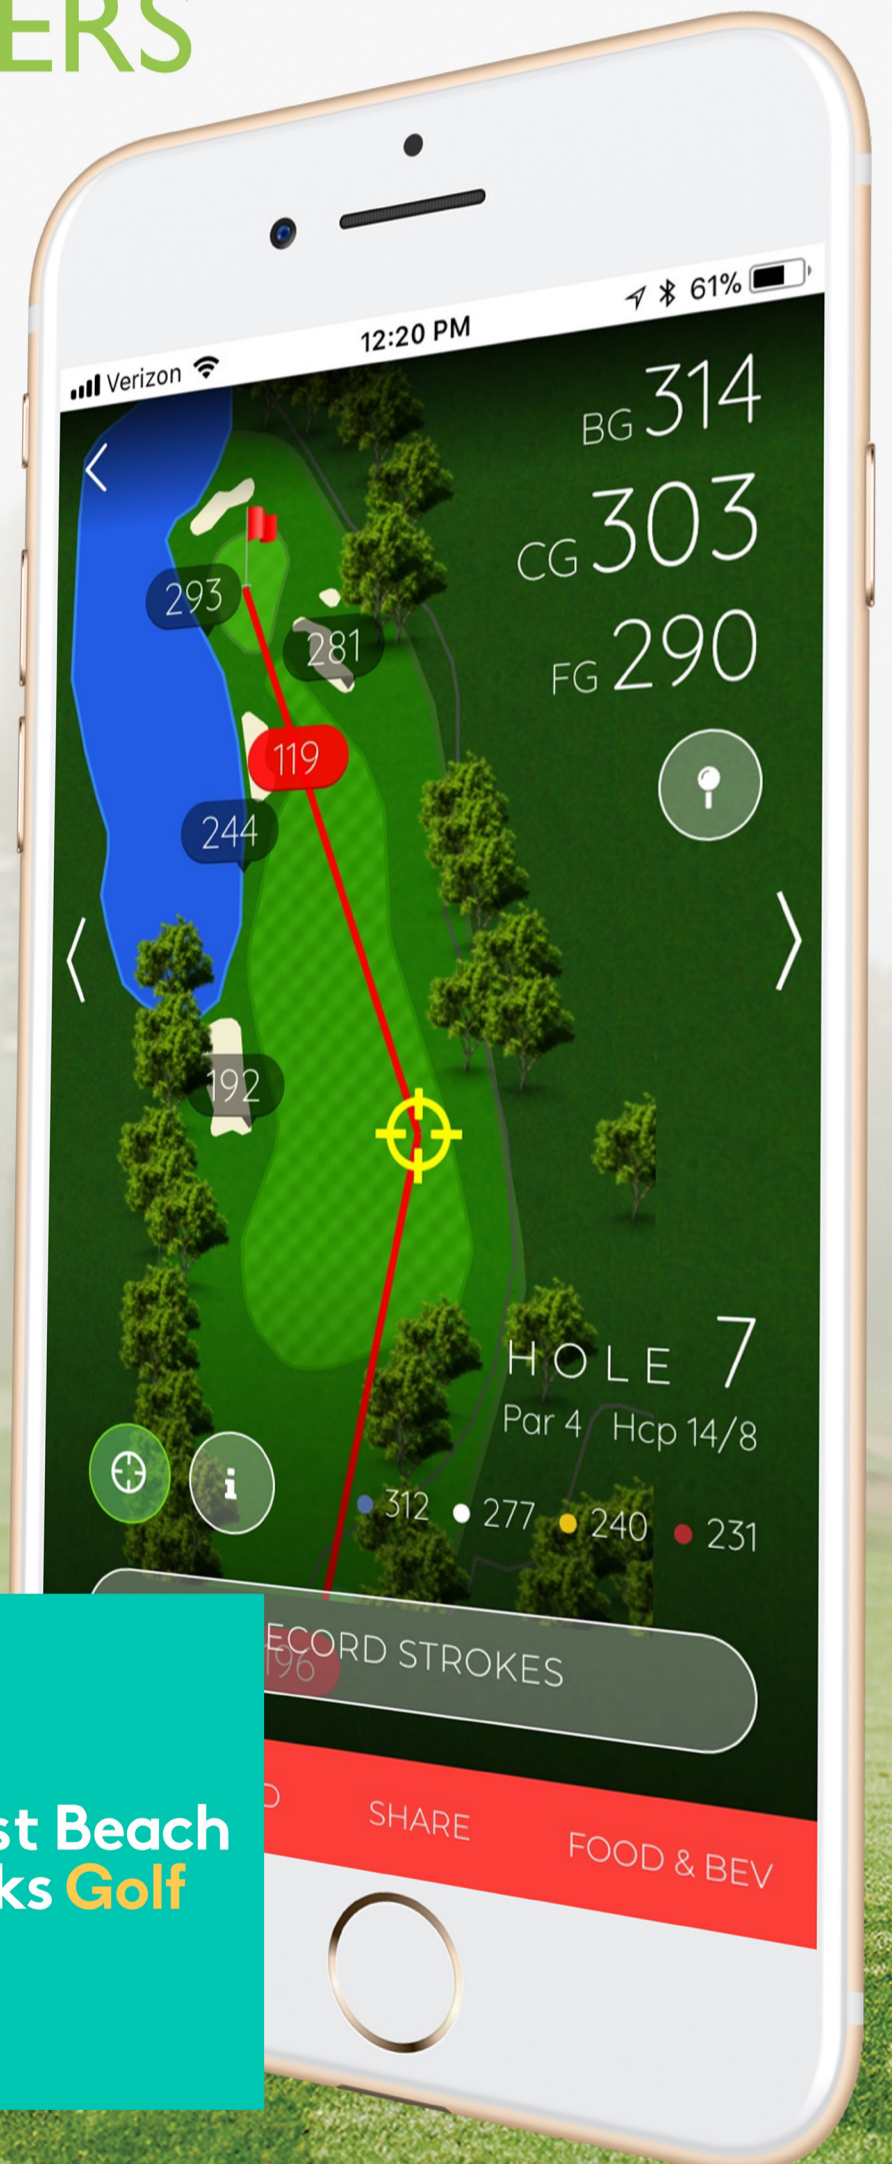 ERS
Verizon 12:20 PM 61%
BG 314
CG 303
FG 290
293
281
119
244
192
HOLE 7
Par 4 Hcp 14/8
312 277 240 231
ECORD STROKES
196
SHARE FOOD & BEV
st Beach
ks Golf